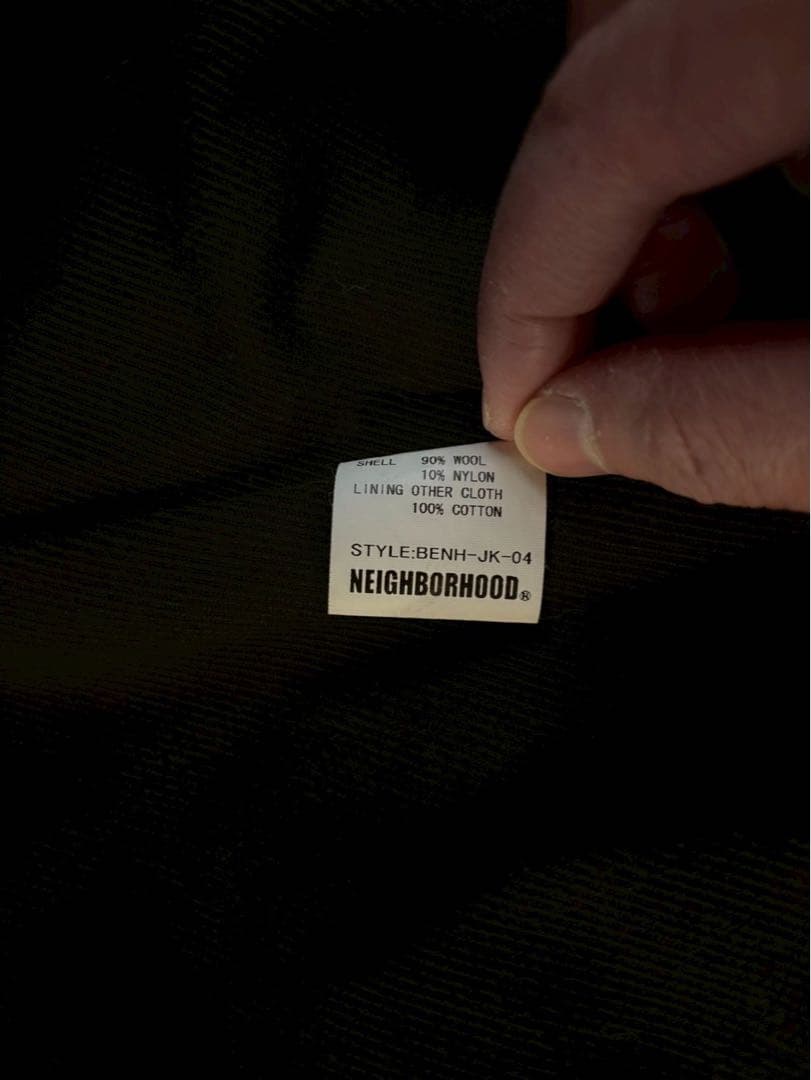 SHELL 90% WOOL
10% NYLON
LINING OTHER CLOTH
100% COTTON
STYLE:BENH-JK-04
NEIGHBORHOOD®